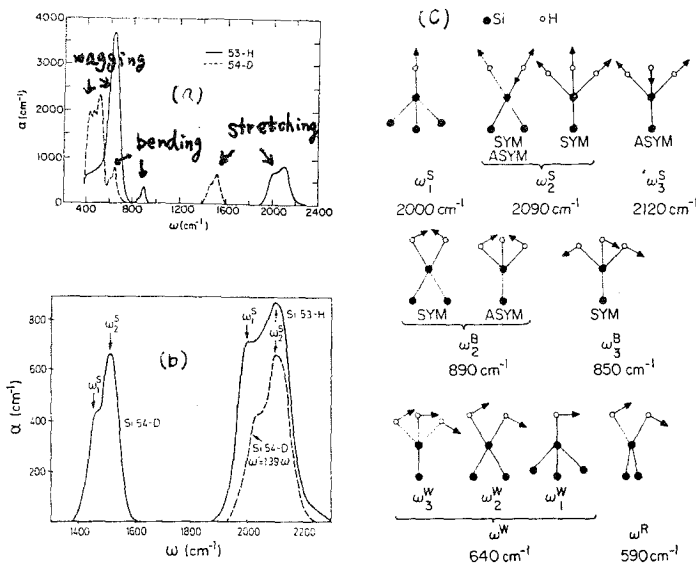 4000
3000
2000
1000
0
α (cm⁻¹)
400 800 1200 1600 2000 2400
ω(cm⁻¹)
53-H
54-D
wagging
(a)
bending
stretching
800
600
400
200
α (cm⁻¹)
1400 1600 1800 2000 2200
ω (cm⁻¹)
(b)
ω₁ˢ
ω₂ˢ
Si 54-D
ω₁ˢ
ω₂ˢ
Si 53-H
Si 54-D
ω'=1.39 ω
(C)
Si
H
SYM
ASYM
SYM
ASYM
ω₁ˢ
ω₂ˢ
ω₃ˢ
2000 cm⁻¹
2090 cm⁻¹
2120 cm⁻¹
SYM
ASYM
SYM
ω₂ᴮ
ω₃ᴮ
890 cm⁻¹
850 cm⁻¹
ω₃ᵂ
ω₂ᵂ
ω₁ᵂ
ωᵂ
ωᴿ
640 cm⁻¹
590 cm⁻¹